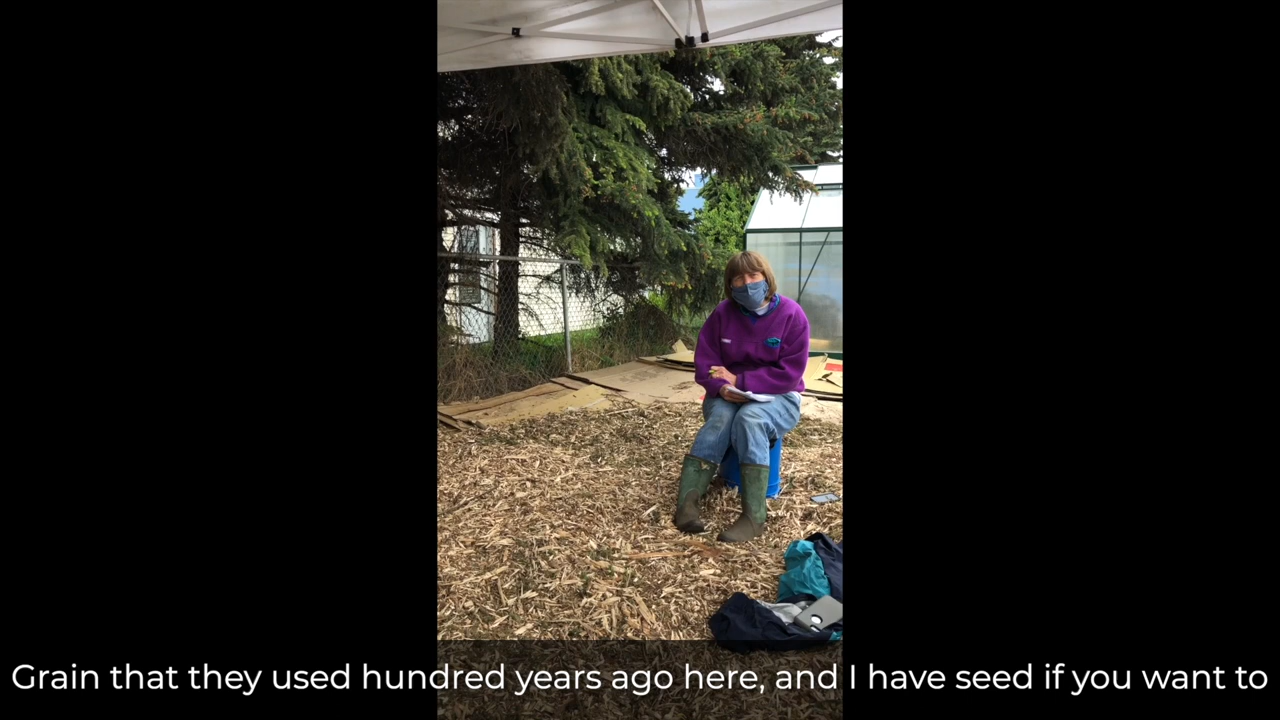 Grain that they used hundred years ago here, and I have seed if you want to